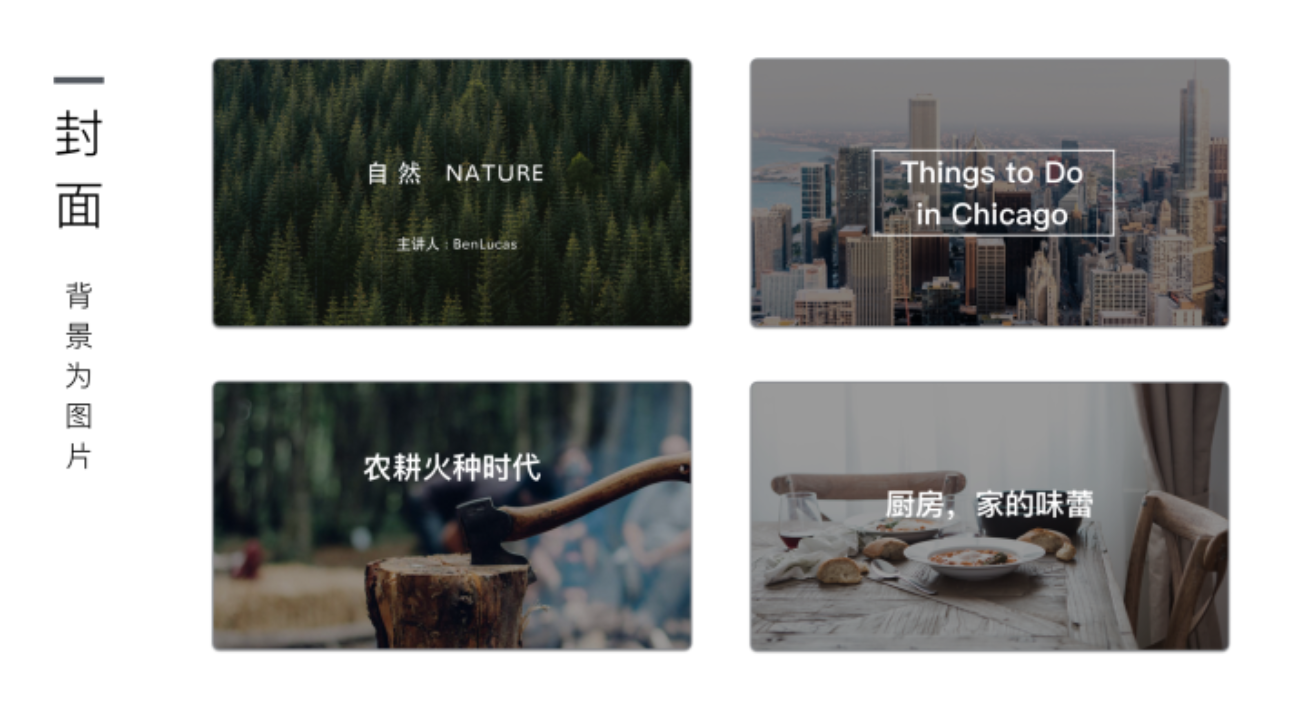 封面
背景为图片
自然 NATURE
主讲人：BenLucas
Things to Do
in Chicago
农耕火种时代
厨房，家的味蕾